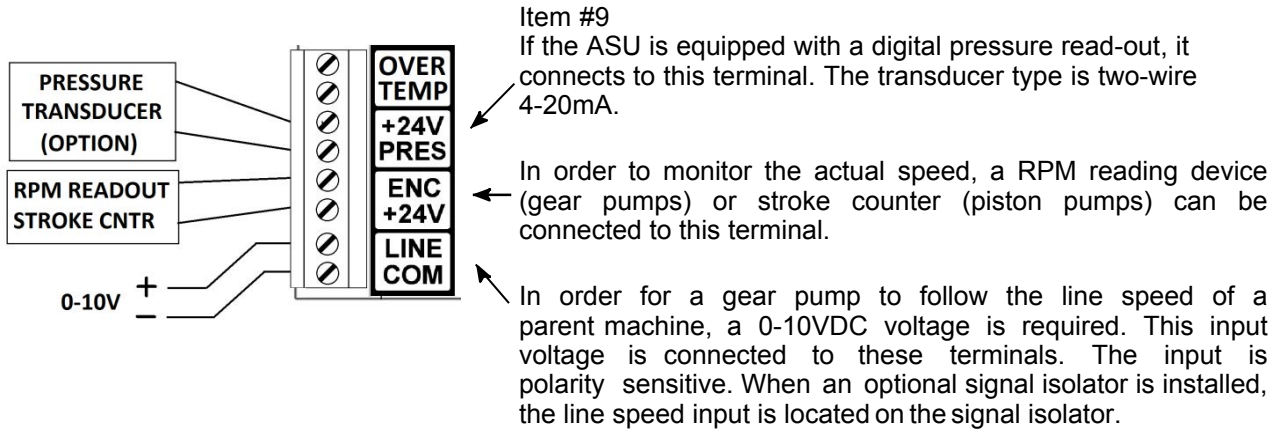 PRESSURE
TRANSDUCER
(OPTION)
RPM READOUT
STROKE CNTR
0-10V
+
–
OVER
TEMP
+24V
PRES
ENC
+24V
LINE
COM
Item #9
If the ASU is equipped with a digital pressure read-out, it
connects to this terminal. The transducer type is two-wire
4-20mA.
In order to monitor the actual speed, a RPM reading device
(gear pumps) or stroke counter (piston pumps) can be
connected to this terminal.
In order for a gear pump to follow the line speed of a
parent machine, a 0-10VDC voltage is required. This input
voltage is connected to these terminals. The input is
polarity sensitive. When an optional signal isolator is installed,
the line speed input is located on the signal isolator.